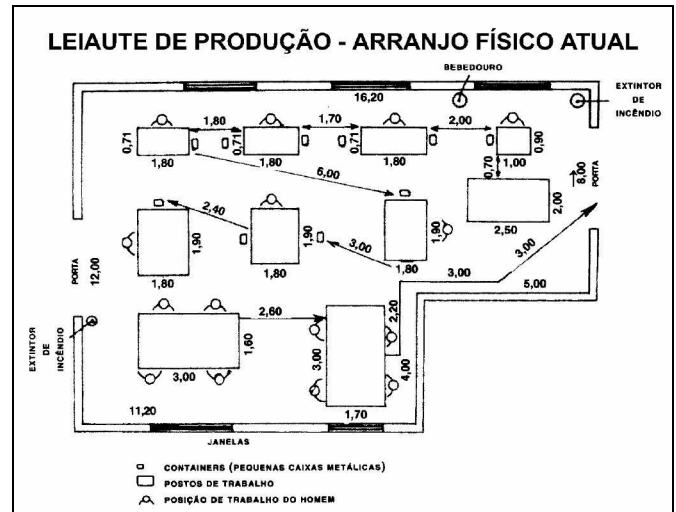 LEIAUTE DE PRODUÇÃO - ARRANJO FÍSICO ATUAL
BEBEDOURO
16,20
EXTINTOR
DE
INCÊNDIO
1,80
1,70
2,00
0,71
0,71
0,71
0,90
1,80
1,80
1,80
1,00
6,00
0,70
8,00
PORTA
2,00
2,50
2,40
1,90
1,90
1,90
3,00
3,00
1,80
1,80
1,80
3,00
5,00
PORTA
12,00
2,60
2,20
EXTINTOR
DE
INCÊNDIO
1,60
3,00
4,00
3,00
11,20
1,70
JANELAS
CONTAINERS (PEQUENAS CAIXAS METÁLICAS)
POSTOS DE TRABALHO
POSIÇÃO DE TRABALHO DO HOMEM